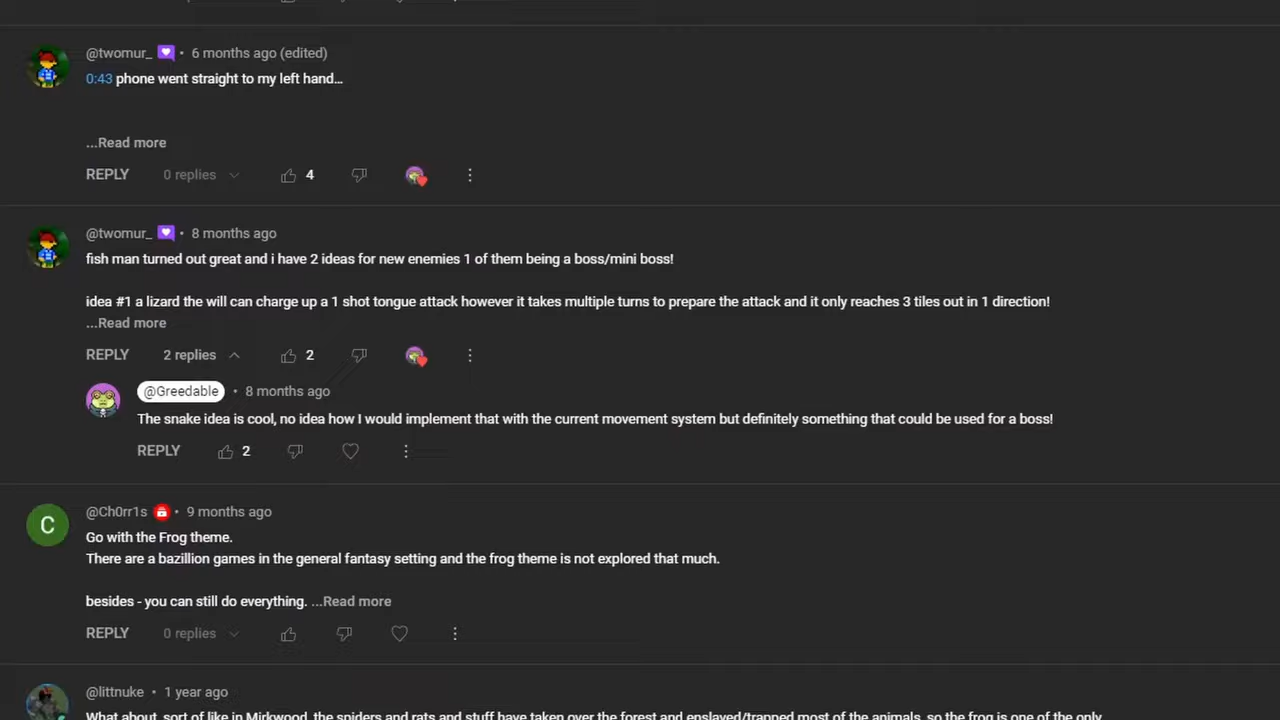 @twomur_ • 6 months ago (edited)
0:43 phone went straight to my left hand...
...Read more
REPLY 0 replies 4
@twomur_ • 8 months ago
fish man turned out great and i have 2 ideas for new enemies 1 of them being a boss/mini boss!
idea #1 a lizard the will can charge up a 1 shot tongue attack however it takes multiple turns to prepare the attack and it only reaches 3 tiles out in 1 direction!
...Read more
REPLY 2 replies 2
@Greedable • 8 months ago
The snake idea is cool, no idea how I would implement that with the current movement system but definitely something that could be used for a boss!
REPLY 2
C
@Ch0rr1s • 9 months ago
Go with the Frog theme.
There are a bazillion games in the general fantasy setting and the frog theme is not explored that much.
besides - you can still do everything. ...Read more
REPLY 0 replies
@littnuke • 1 year ago
What about, sort of like in Mirkwood, the spiders and rats and stuff have taken over the forest and enslaved/trapped most of the animals, so the frog is one of the only